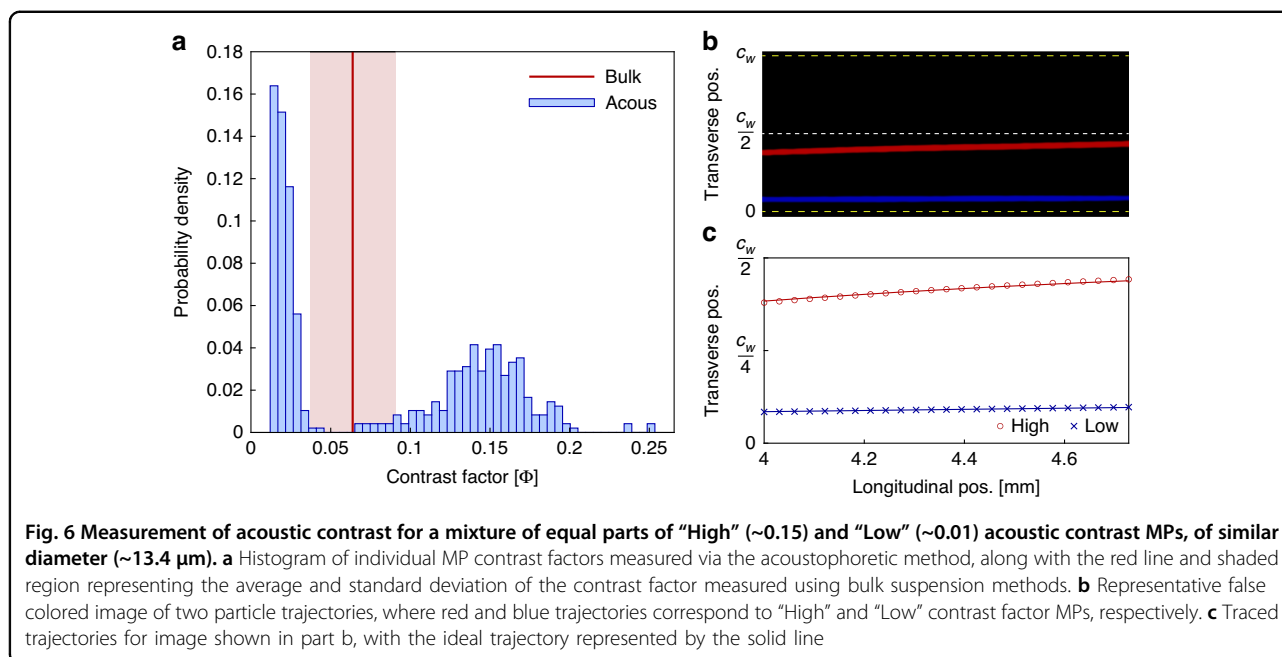 a
0.18
0.16
0.14
0.12
0.1
0.08
0.06
0.04
0.02
0
Probability density
Bulk
Acous
0 0.05 0.1 0.15 0.2 0.25
Contrast factor [Φ]
b
Transverse pos.
c_w
c_w/2
0
c
Transverse pos.
c_w/2
c_w/4
0
High Low
4 4.2 4.4 4.6
Longitudinal pos. [mm]
Fig. 6 Measurement of acoustic contrast for a mixture of equal parts of “High” (~0.15) and “Low” (~0.01) acoustic contrast MPs, of similar
diameter (~13.4 μm). a Histogram of individual MP contrast factors measured via the acoustophoretic method, along with the red line and shaded
region representing the average and standard deviation of the contrast factor measured using bulk suspension methods. b Representative false
colored image of two particle trajectories, where red and blue trajectories correspond to “High” and “Low” contrast factor MPs, respectively. c Traced
trajectories for image shown in part b, with the ideal trajectory represented by the solid line